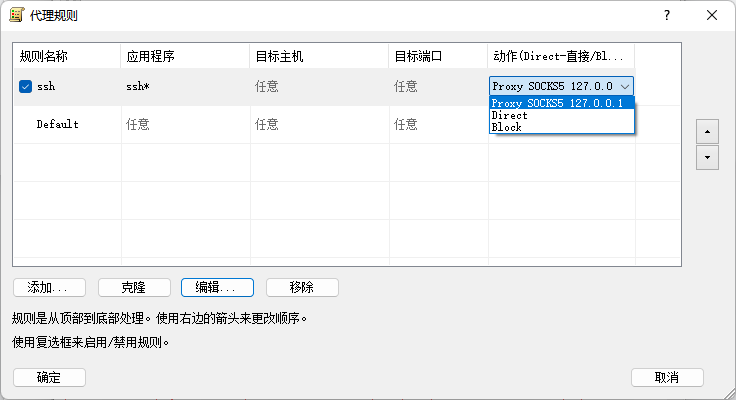 代理规则
规则名称 应用程序 目标主机 目标端口 动作(Direct-直接/Bl...
ssh ssh* 任意 任意 Proxy SOCKS5 127.0.0
Proxy SOCKS5 127.0.0.1
Direct
Block
Default 任意 任意 任意
添加... 克隆 编辑... 移除
规则是从顶部到底部处理。使用右边的箭头来更改顺序。
使用复选框来启用/禁用规则。
确定 取消